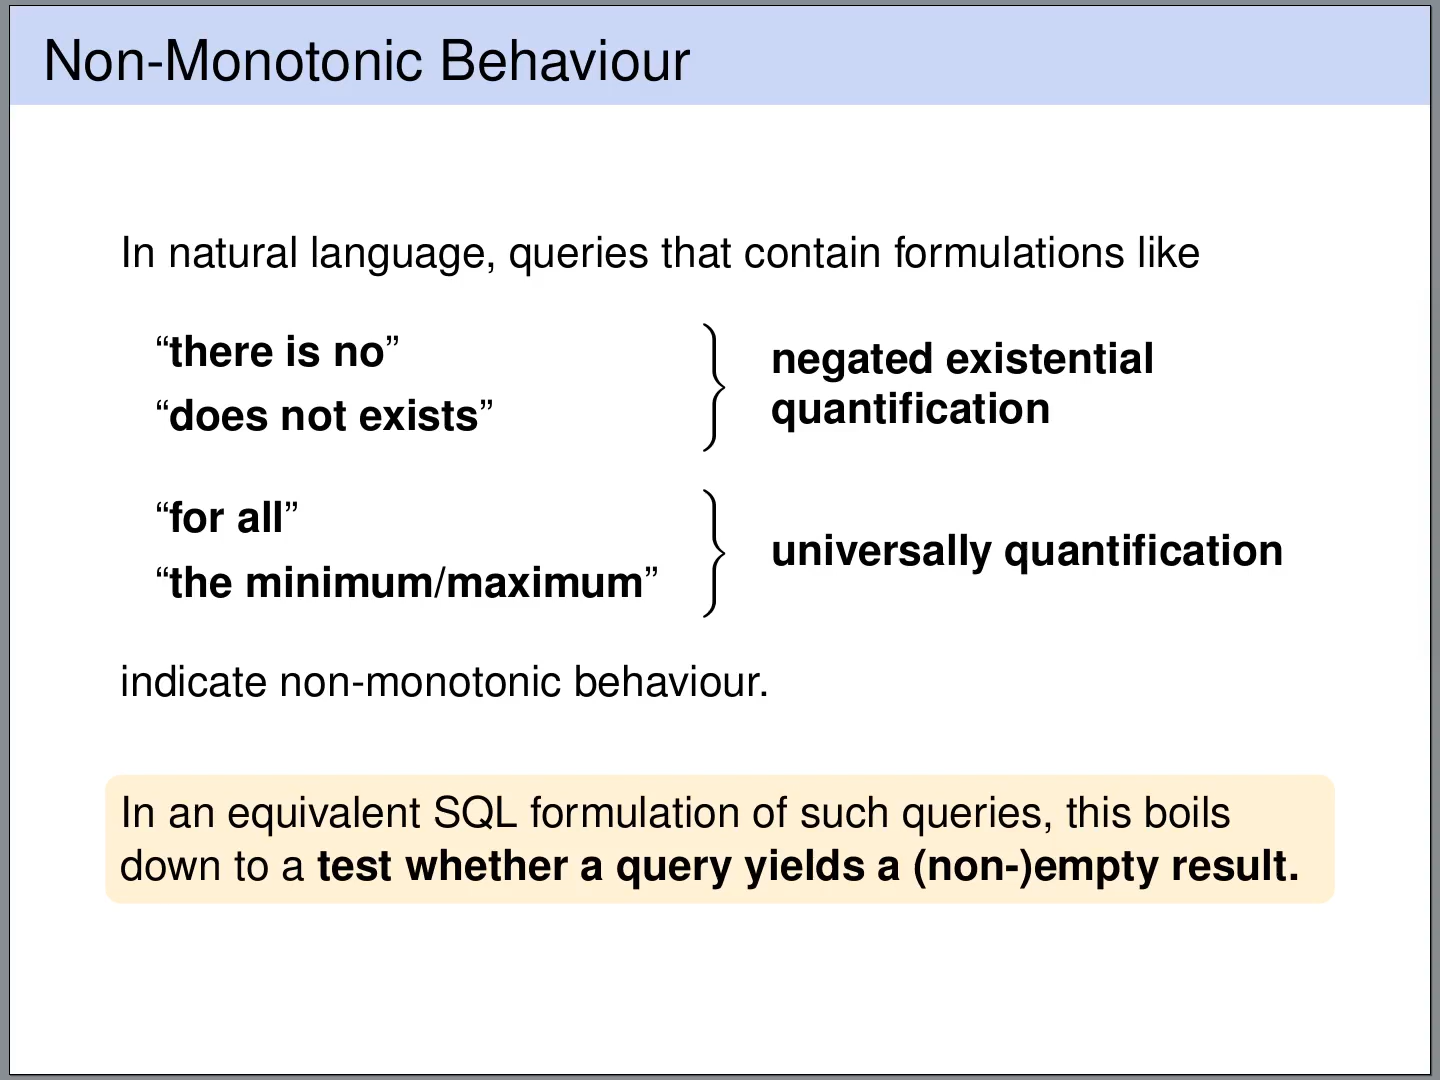 Non-Monotonic Behaviour
In natural language, queries that contain formulations like
“there is no”
“does not exists”
negated existential
quantification
“for all”
“the minimum/maximum”
universally quantification
indicate non-monotonic behaviour.
In an equivalent SQL formulation of such queries, this boils
down to a test whether a query yields a (non-)empty result.